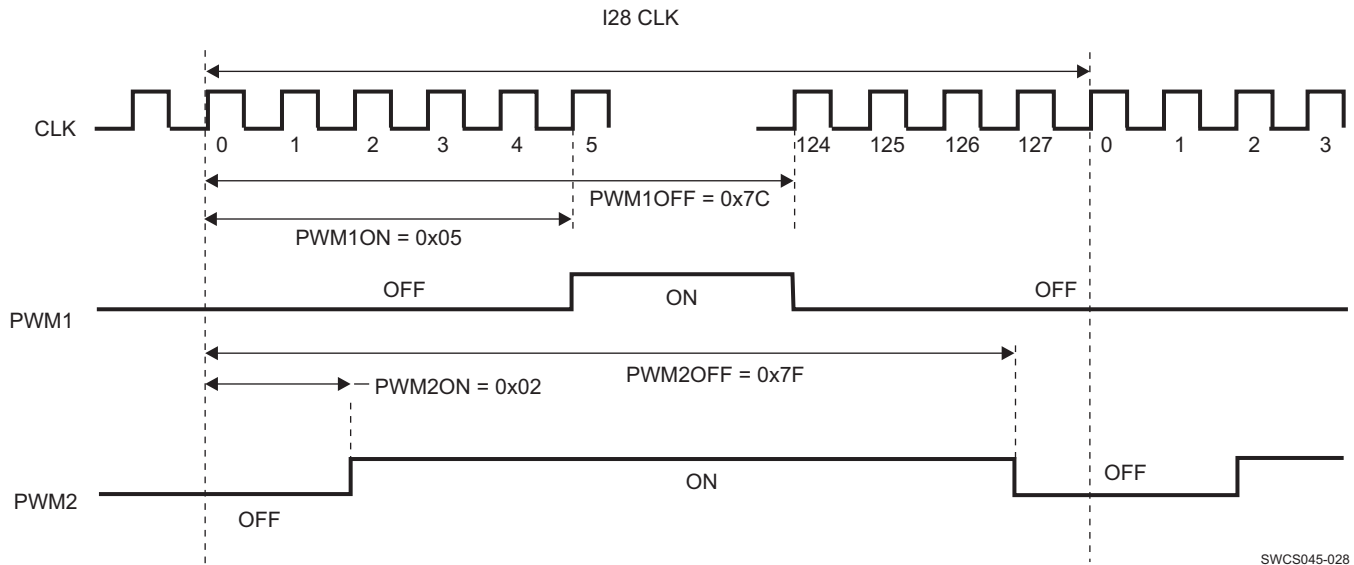 I28 CLK
CLK
0 1 2 3 4 5 124 125 126 127 0 1 2 3
PWM1OFF = 0x7C
PWM1ON = 0x05
OFF ON OFF
PWM1
PWM2OFF = 0x7F
PWM2ON = 0x02
ON OFF
PWM2
OFF
SWCS045-028